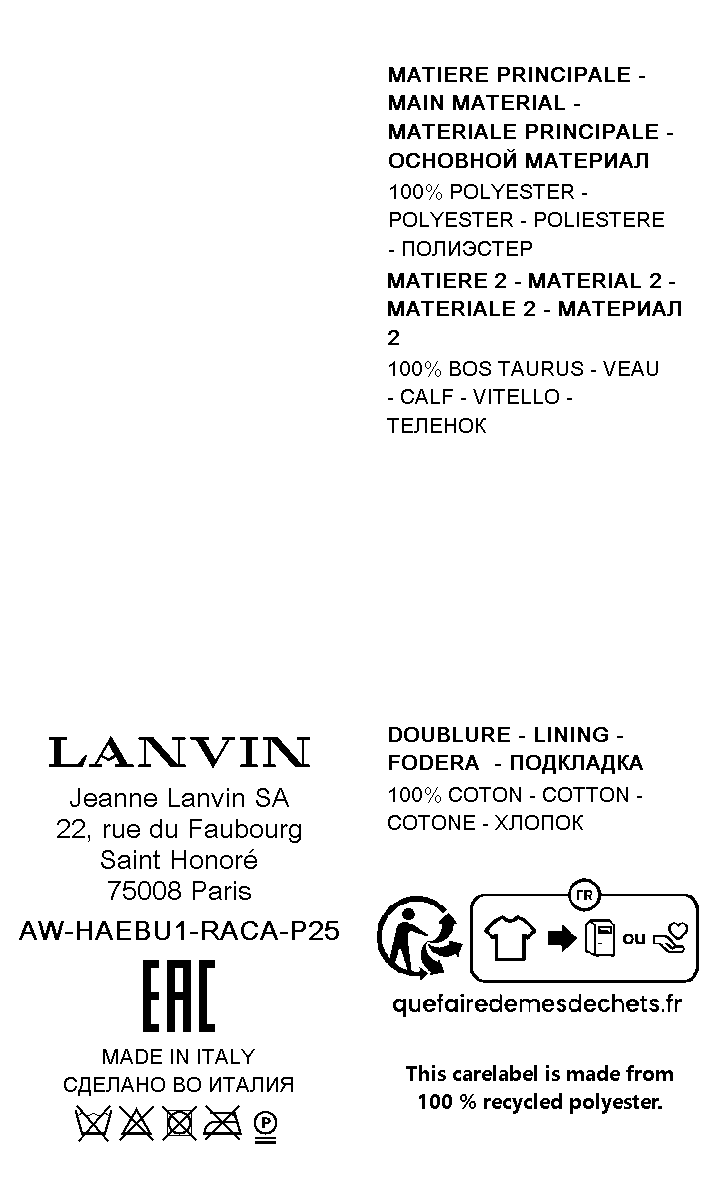 MATIERE PRINCIPALE -
MAIN MATERIAL -
MATERIALE PRINCIPALE -
ОСНОВНОЙ МАТЕРИАЛ
100% POLYESTER -
POLYESTER - POLIESTERE
- ПОЛИЭСТЕР
MATIERE 2 - MATERIAL 2 -
MATERIALE 2 - МАТЕРИАЛ
2
100% BOS TAURUS - VEAU
- CALF - VITELLO -
ТЕЛЕНОК
DOUBLURE - LINING -
FODERA - ПОДКЛАДКА
100% COTON - COTTON -
COTONE - ХЛОПОК
FR
ou
quefairedemesdechets.fr
This carelabel is made from
100 % recycled polyester.
LANVIN
Jeanne Lanvin SA
22, rue du Faubourg
Saint Honoré
75008 Paris
AW-HAEBU1-RACA-P25
EAC
MADE IN ITALY
СДЕЛАНО ВО ИТАЛИЯ
P